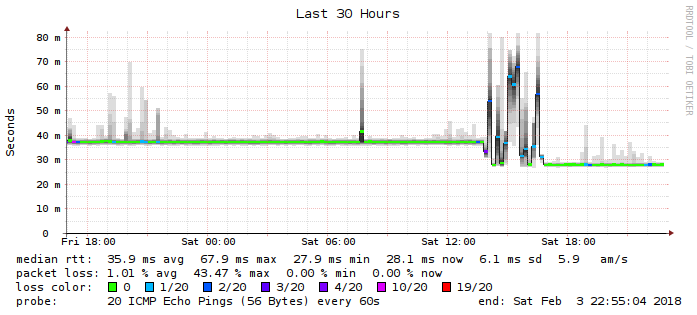 Last 30 Hours
RRDTOOL / TOBI OETIKER
Seconds
80 m
70 m
60 m
50 m
40 m
30 m
20 m
10 m
0
Fri 18:00 Sat 00:00 Sat 06:00 Sat 12:00 Sat 18:00
median rtt: 35.9 ms avg 67.9 ms max 27.9 ms min 28.1 ms now 6.1 ms sd 5.9 am/s
packet loss: 1.01 % avg 43.47 % max 0.00 % min 0.00 % now
loss color: 0 1/20 2/20 3/20 4/20 10/20 19/20
probe: 20 ICMP Echo Pings (56 Bytes) every 60s end: Sat Feb 3 22:55:04 2018